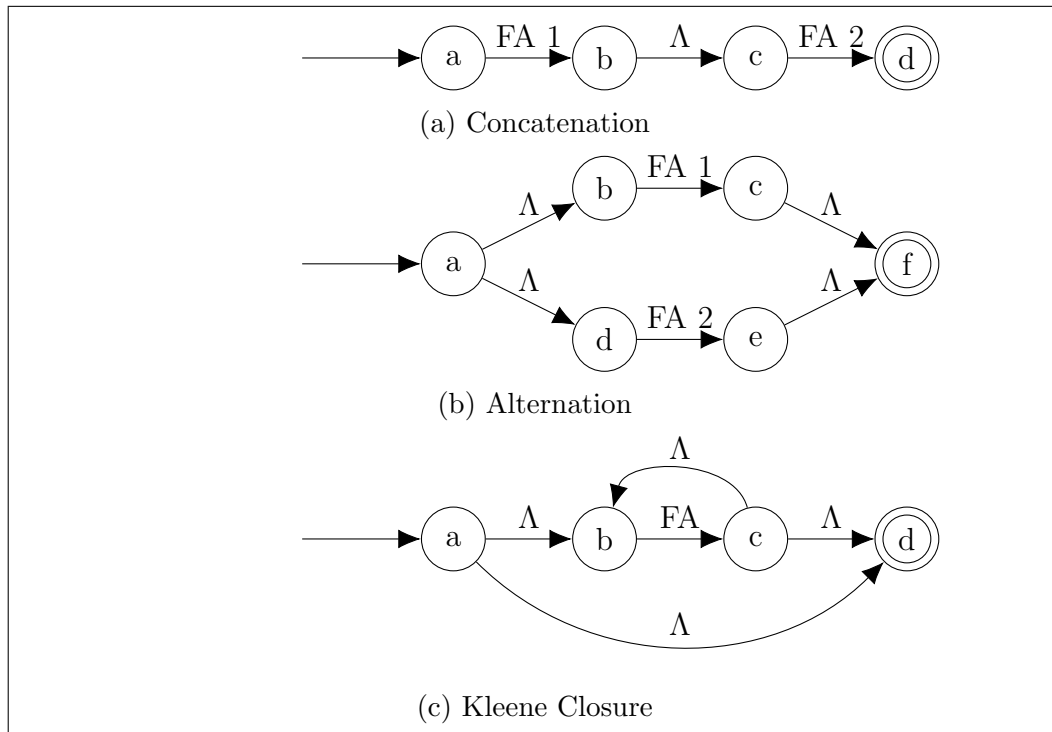 a FA 1 b Λ c FA 2 d
(a) Concatenation
b FA 1 c
Λ Λ
a f
Λ Λ
d FA 2 e
(b) Alternation
Λ
a Λ b FA c Λ d
Λ
(c) Kleene Closure